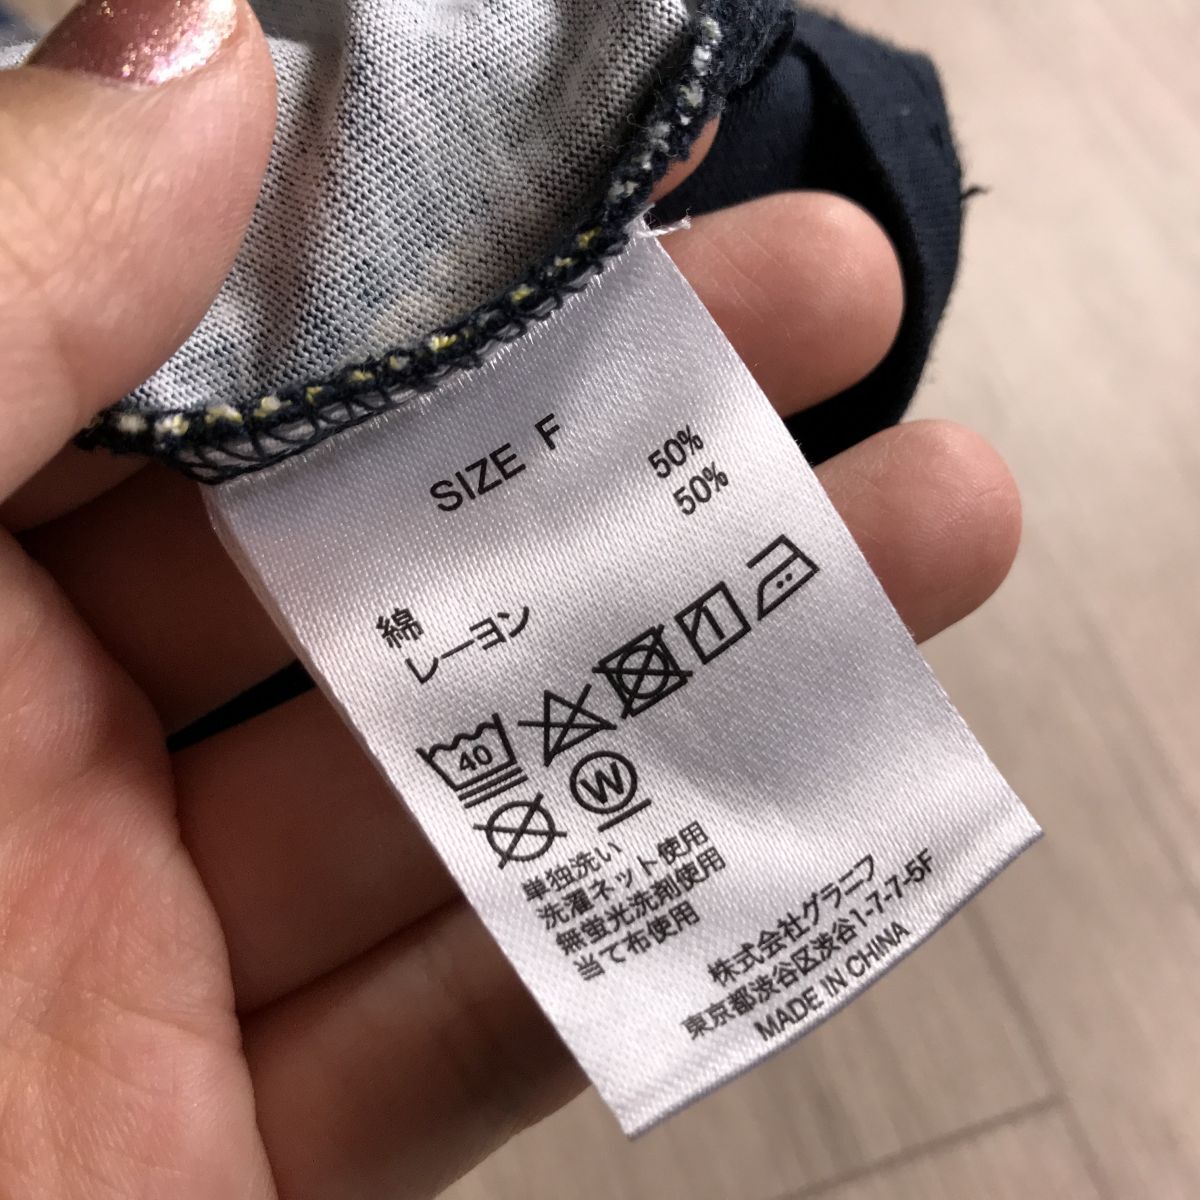 SIZE F
綿 50%
レーヨン 50%
40
W
単独洗い
洗濯ネット使用
無蛍光洗剤使用
当て布使用
株式会社グラニフ
東京都渋谷区渋谷1-7-7-5F
MADE IN CHINA